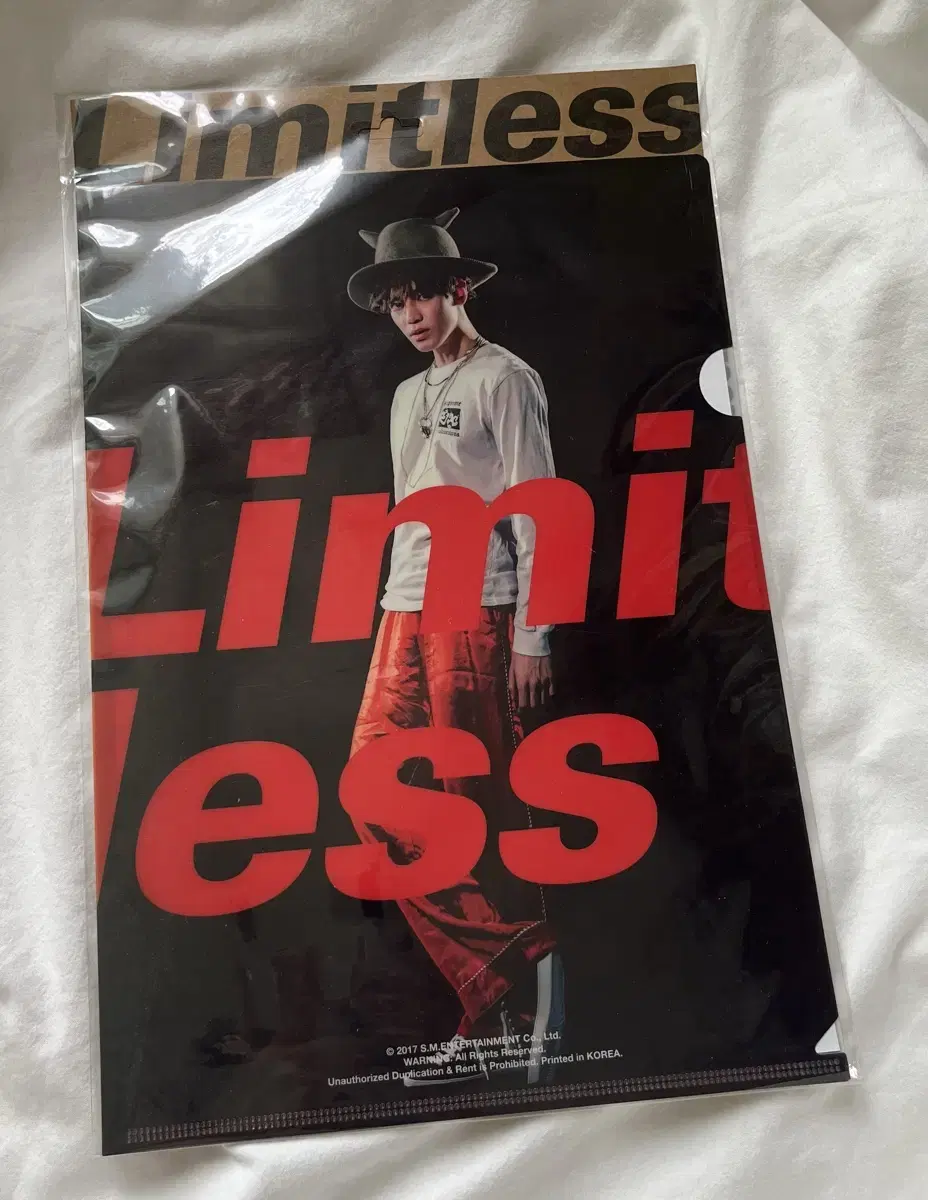 Limitless
Limit
less
© 2017 S.M.ENTERTAINMENT Co., Ltd.
WARNING. All Rights Reserved.
Unauthorized Duplication & Rent is Prohibited. Printed in KOREA.